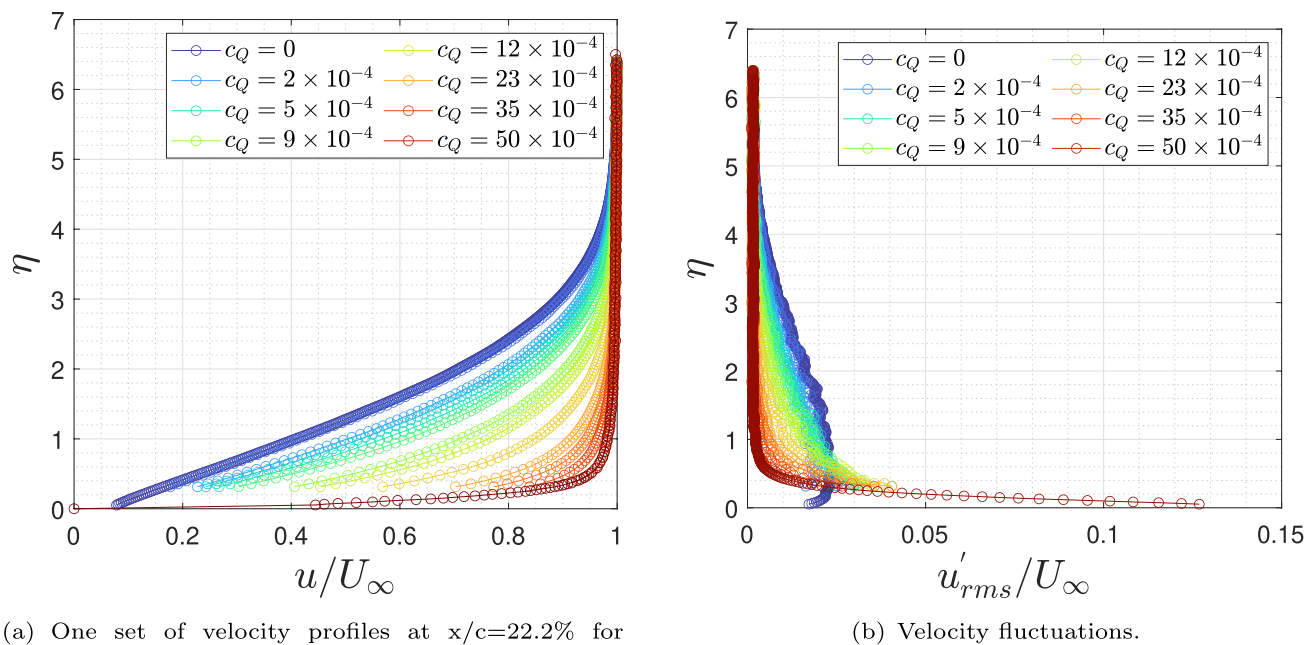 7
6
5
4
3
2
1
0
η
c_Q = 0
c_Q = 2 × 10⁻⁴
c_Q = 5 × 10⁻⁴
c_Q = 9 × 10⁻⁴
c_Q = 12 × 10⁻⁴
c_Q = 23 × 10⁻⁴
c_Q = 35 × 10⁻⁴
c_Q = 50 × 10⁻⁴
0 0.2 0.4 0.6 0.8 1
u/U∞
(a) One set of velocity profiles at x/c=22.2% for
7
6
5
4
3
2
1
0
η
c_Q = 0
c_Q = 2 × 10⁻⁴
c_Q = 5 × 10⁻⁴
c_Q = 9 × 10⁻⁴
c_Q = 12 × 10⁻⁴
c_Q = 23 × 10⁻⁴
c_Q = 35 × 10⁻⁴
c_Q = 50 × 10⁻⁴
0 0.05 0.1 0.15
u'_rms/U∞
(b) Velocity fluctuations.